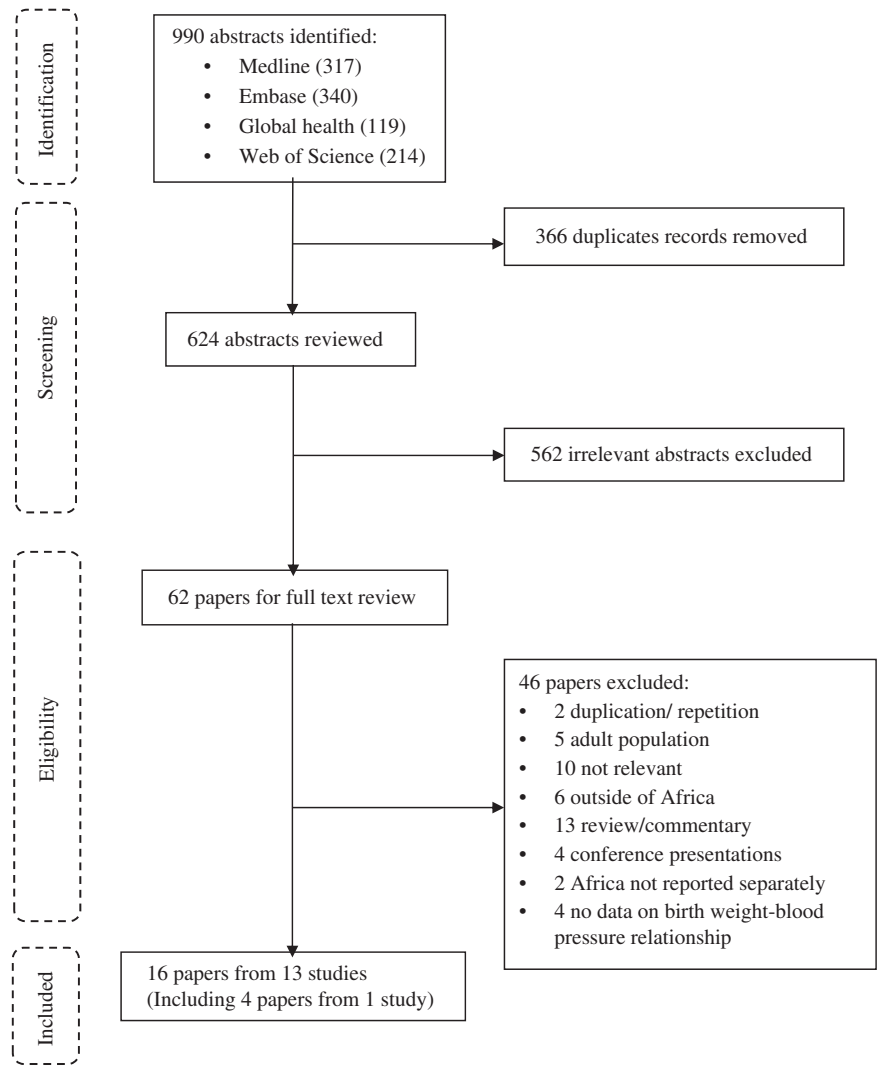 Identification
990 abstracts identified:
• Medline (317)
• Embase (340)
• Global health (119)
• Web of Science (214)
Screening
366 duplicates records removed
624 abstracts reviewed
562 irrelevant abstracts excluded
Eligibility
62 papers for full text review
46 papers excluded:
• 2 duplication/ repetition
• 5 adult population
• 10 not relevant
• 6 outside of Africa
• 13 review/commentary
• 4 conference presentations
• 2 Africa not reported separately
• 4 no data on birth weight-blood
pressure relationship
Included
16 papers from 13 studies
(Including 4 papers from 1 study)